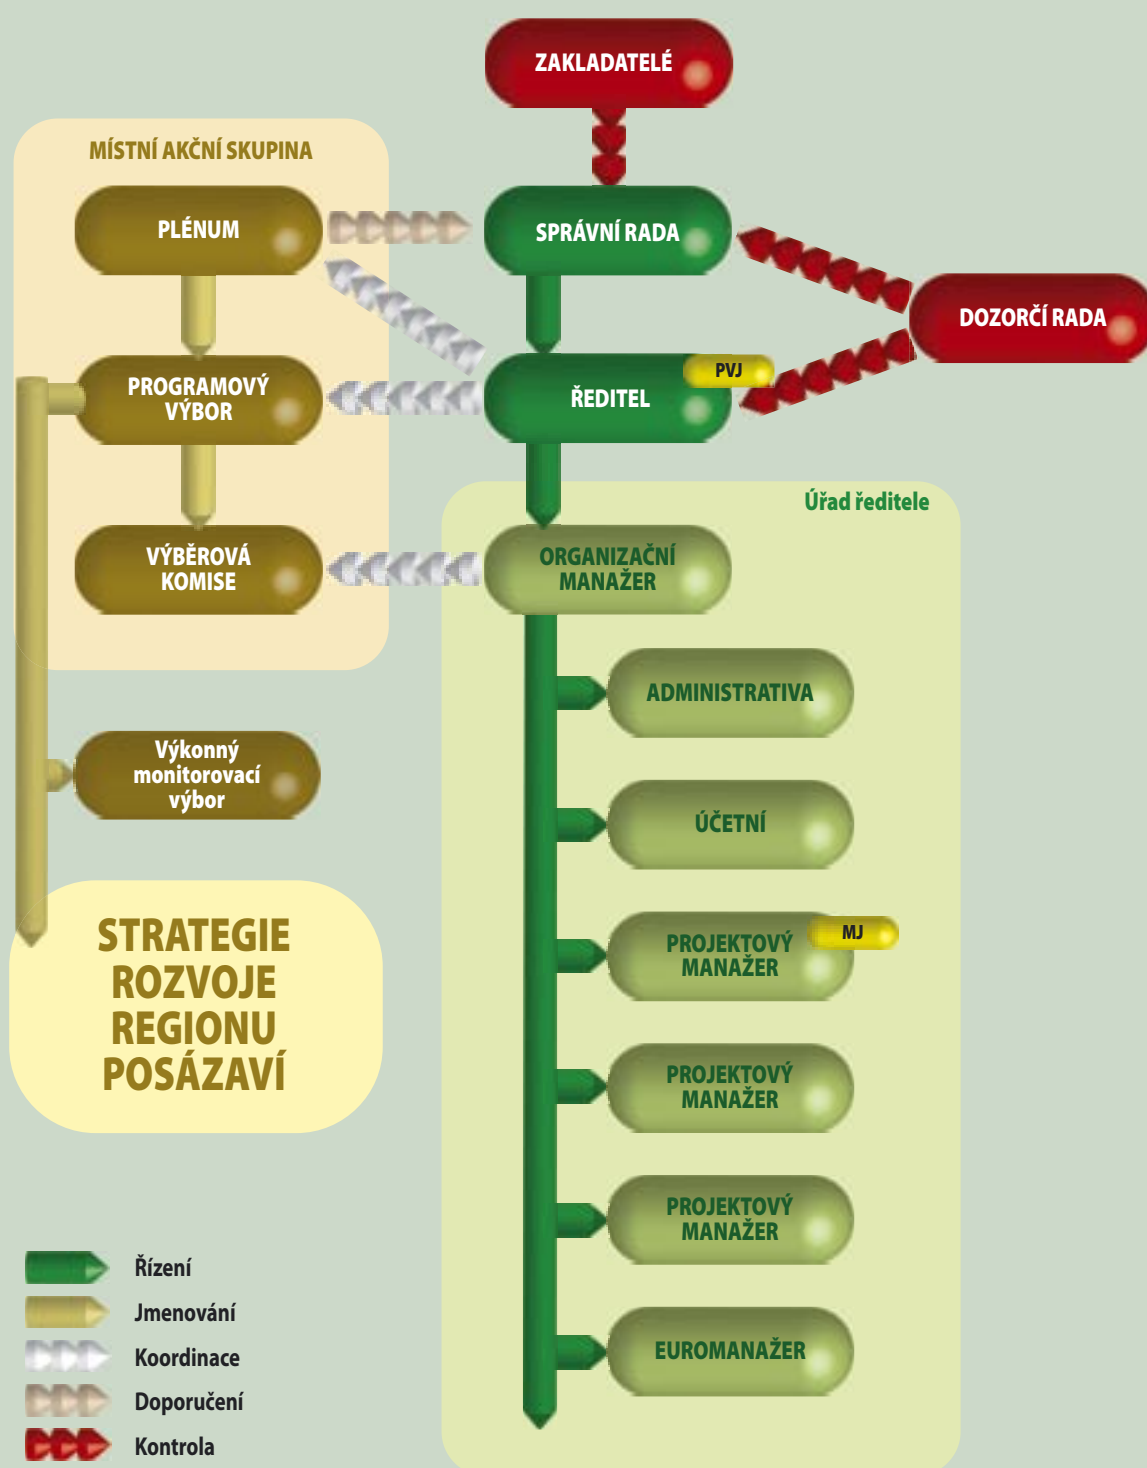 ZAKLADATELÉ
MÍSTNÍ AKČNÍ SKUPINA
PLÉNUM
SPRÁVNÍ RADA
DOZORČÍ RADA
PROGRAMOVÝ
VÝBOR
ŘEDITEL
PVJ
Úřad ředitele
VÝBĚROVÁ
KOMISE
ORGANIZAČNÍ
MANAŽER
ADMINISTRATIVA
Výkonný
monitorovací
výbor
ÚČETNÍ
STRATEGIE
ROZVOJE
REGIONU
POSÁZAVÍ
PROJEKTOVÝ
MANAŽER
MJ
PROJEKTOVÝ
MANAŽER
PROJEKTOVÝ
MANAŽER
EUROMANAŽER
Řízení
Jmenování
Koordinace
Doporučení
Kontrola